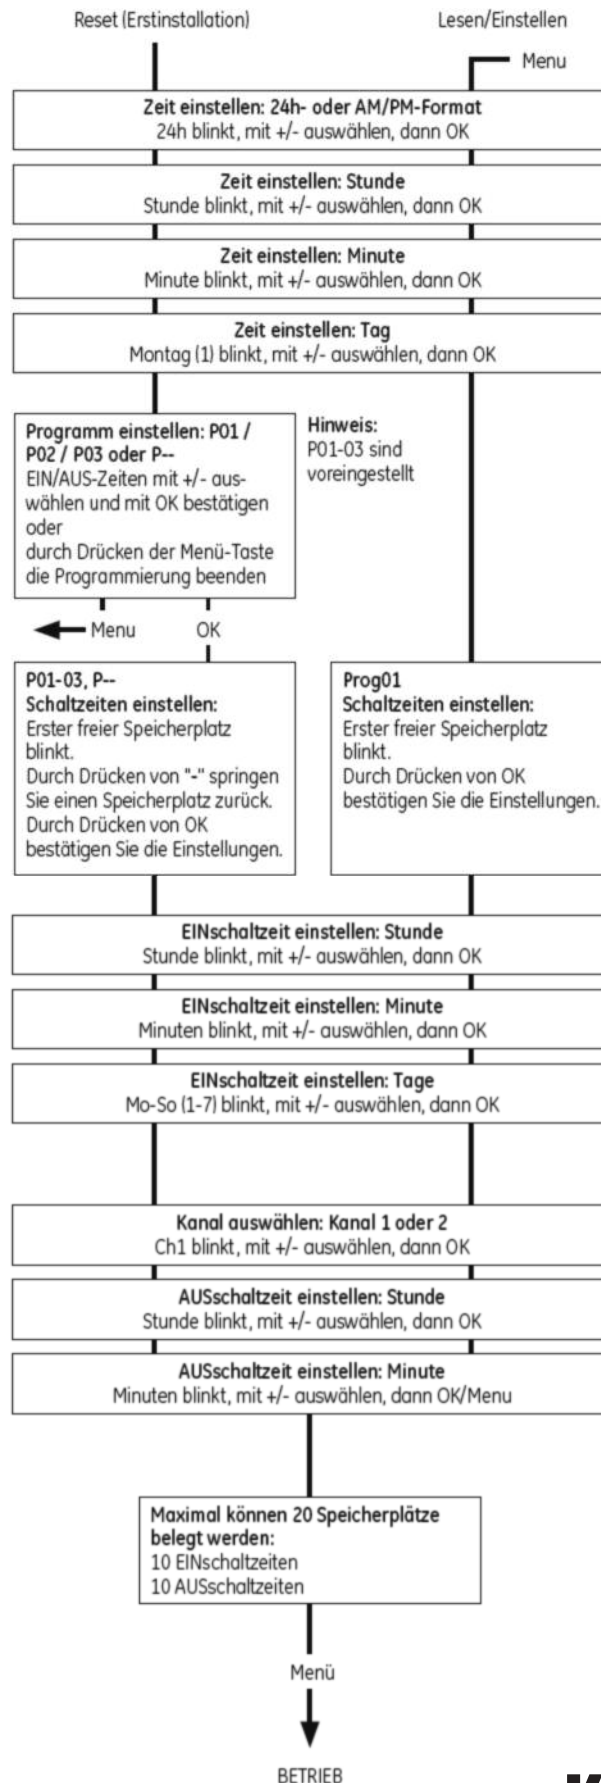 Reset (Erstinstallation)
Lesen/Einstellen
Menu
Zeit einstellen: 24h- oder AM/PM-Format
24h blinkt, mit +/- auswählen, dann OK
Zeit einstellen: Stunde
Stunde blinkt, mit +/- auswählen, dann OK
Zeit einstellen: Minute
Minute blinkt, mit +/- auswählen, dann OK
Zeit einstellen: Tag
Montag (1) blinkt, mit +/- auswählen, dann OK
Programm einstellen: P01 /
P02 / P03 oder P--
EIN/AUS-Zeiten mit +/- aus-
wählen und mit OK bestätigen
oder
durch Drücken der Menü-Taste
die Programmierung beenden
Hinweis:
P01-03 sind
voreingestellt
Menu
OK
P01-03, P--
Schaltzeiten einstellen:
Erster freier Speicherplatz
blinkt.
Durch Drücken von "-" springen
Sie einen Speicherplatz zurück.
Durch Drücken von OK
bestätigen Sie die Einstellungen.
Prog01
Schaltzeiten einstellen:
Erster freier Speicherplatz
blinkt.
Durch Drücken von OK
bestätigen Sie die Einstellungen.
EINschaltzeit einstellen: Stunde
Stunde blinkt, mit +/- auswählen, dann OK
EINschaltzeit einstellen: Minute
Minuten blinkt, mit +/- auswählen, dann OK
EINschaltzeit einstellen: Tage
Mo-So (1-7) blinkt, mit +/- auswählen, dann OK
Kanal auswählen: Kanal 1 oder 2
Ch1 blinkt, mit +/- auswählen, dann OK
AUSschaltzeit einstellen: Stunde
Stunde blinkt, mit +/- auswählen, dann OK
AUSschaltzeit einstellen: Minute
Minuten blinkt, mit +/- auswählen, dann OK/Menu
Maximal können 20 Speicherplätze
belegt werden:
10 EINschaltzeiten
10 AUSschaltzeiten
Menü
BETRIEB